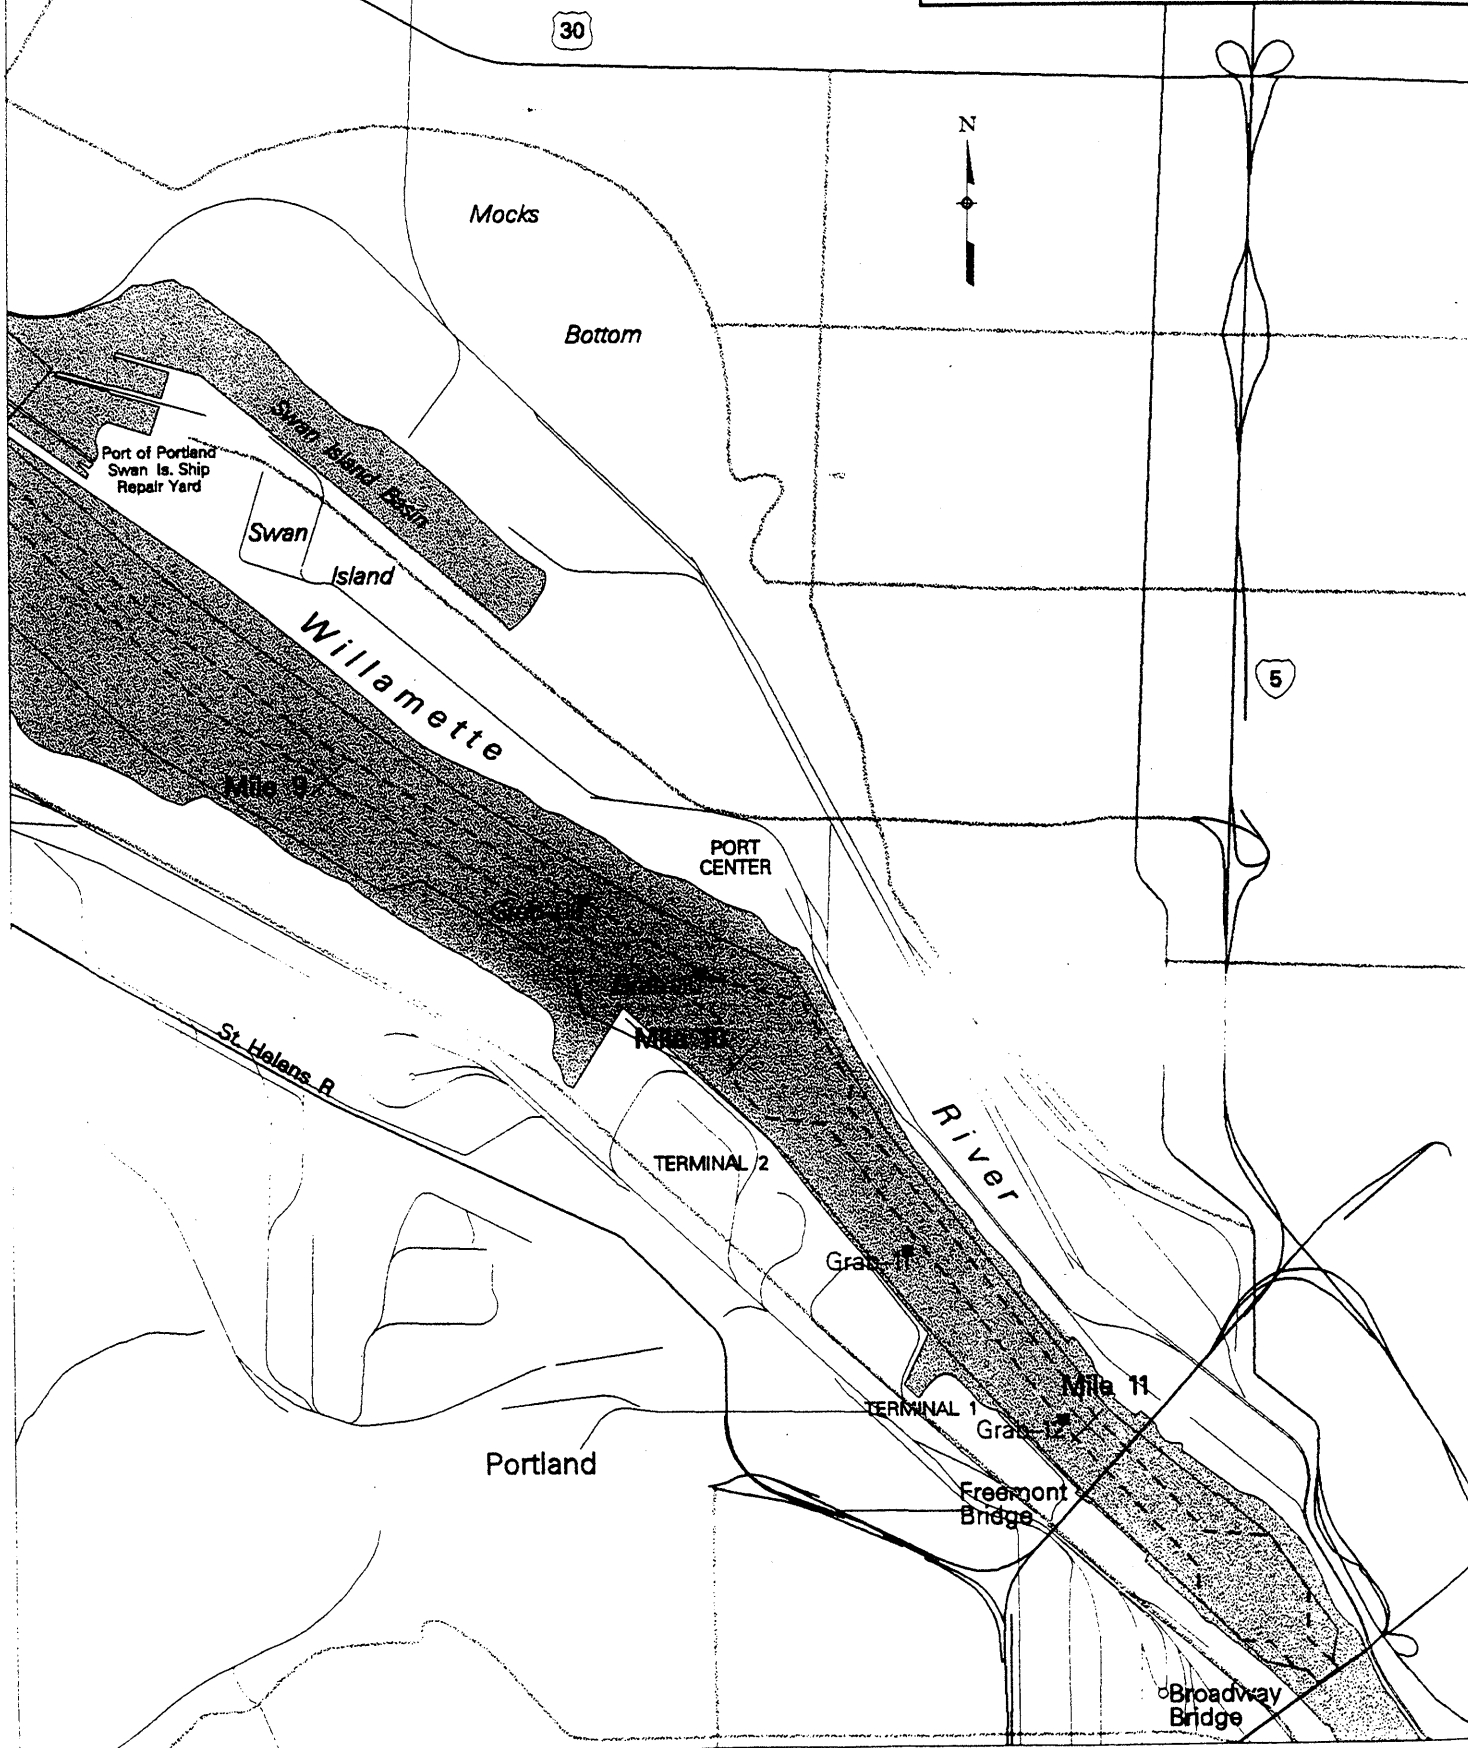 30
N
Mocks
Bottom
Swan Island Basin
Port of Portland
Swan Is. Ship
Repair Yard
Swan
Island
Willamette
5
Mile 9
PORT
CENTER
Mile 10
St. Helens R
River
TERMINAL 2
Grab-11
Mile 11
TERMINAL 1
Grab-12
Portland
Freemont
Bridge
Broadway
Bridge